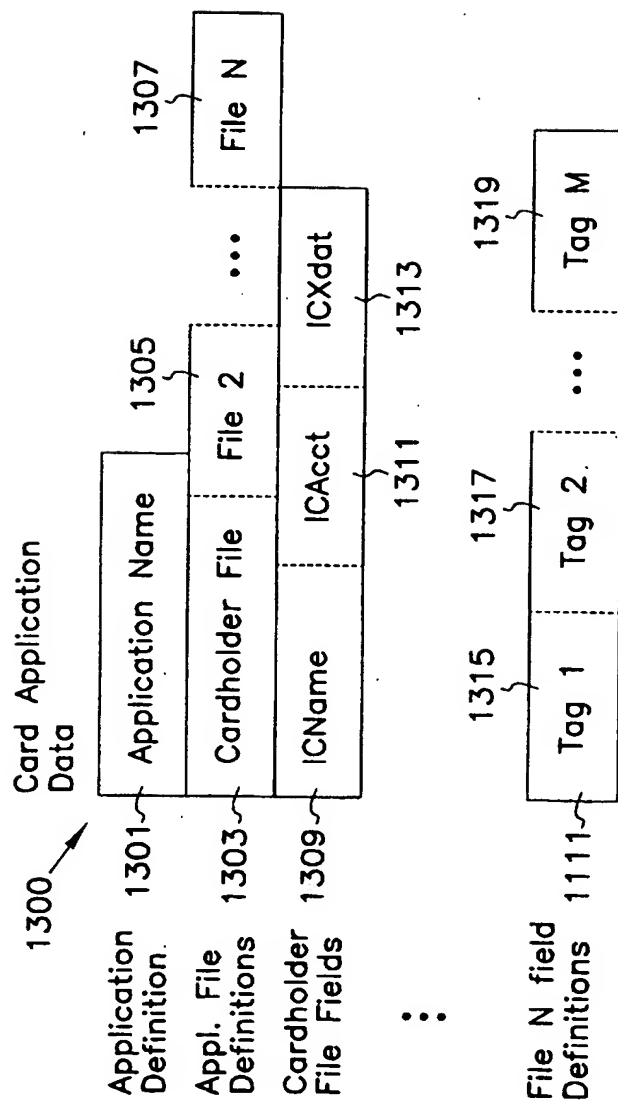 Card Application
Data
1300
Application
Definition.
1301
Application Name
Appl. File
Definitions
1303
Cardholder File
File 2
1305
•••
File N
1307
Cardholder
File Fields
1309
ICName
ICAcct
1311
ICXdat
1313
•••
File N field
Definitions
1111
Tag 1
1315
Tag 2.
1317
•••
Tag M
1319